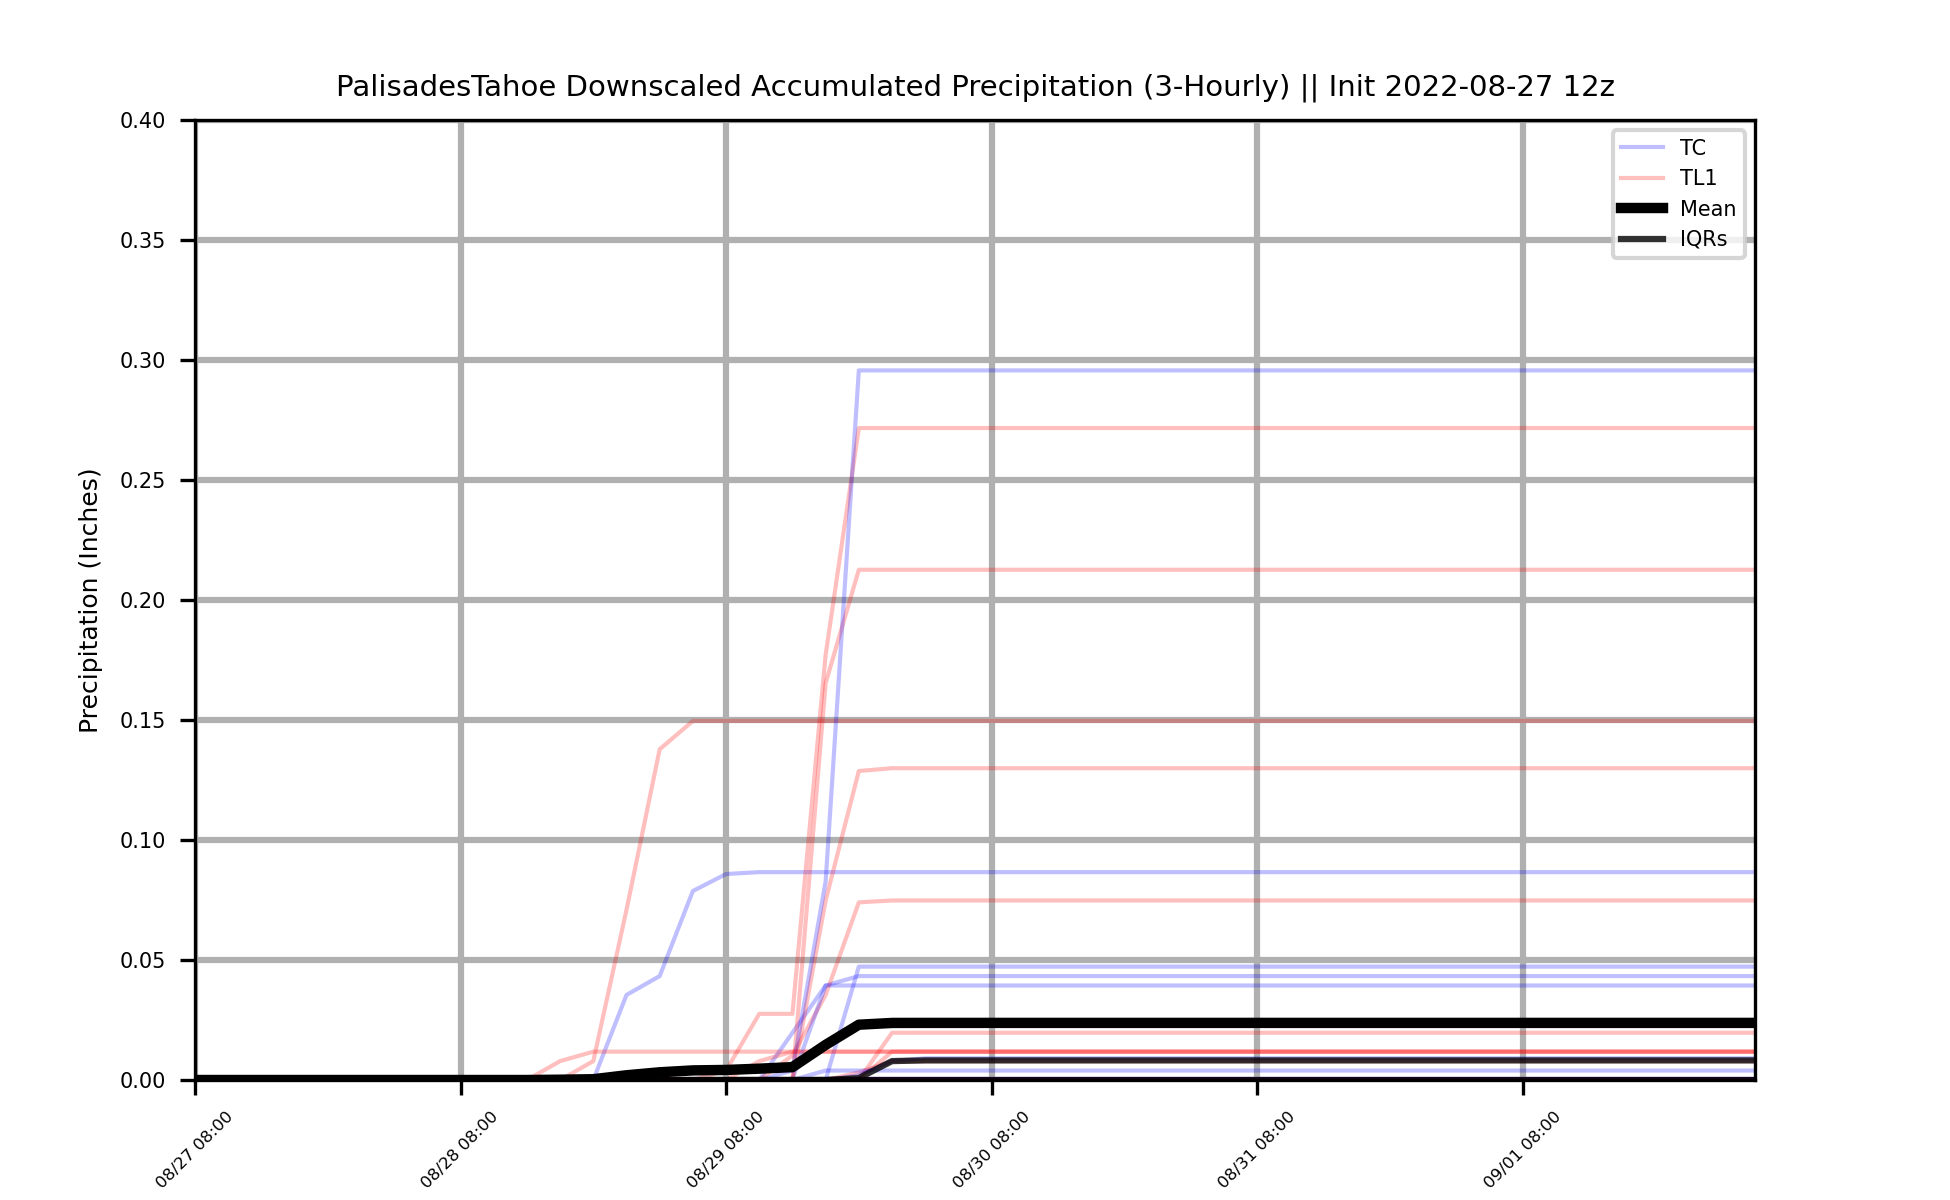 PalisadesTahoe Downscaled Accumulated Precipitation (3-Hourly) || Init 2022-08-27 12z
0.40
0.35
0.30
0.25
0.20
0.15
0.10
0.05
0.00
Precipitation (Inches)
TC
TL1
Mean
IQRs
08/27 08:00
08/28 08:00
08/29 08:00
08/30 08:00
08/31 08:00
09/01 08:00